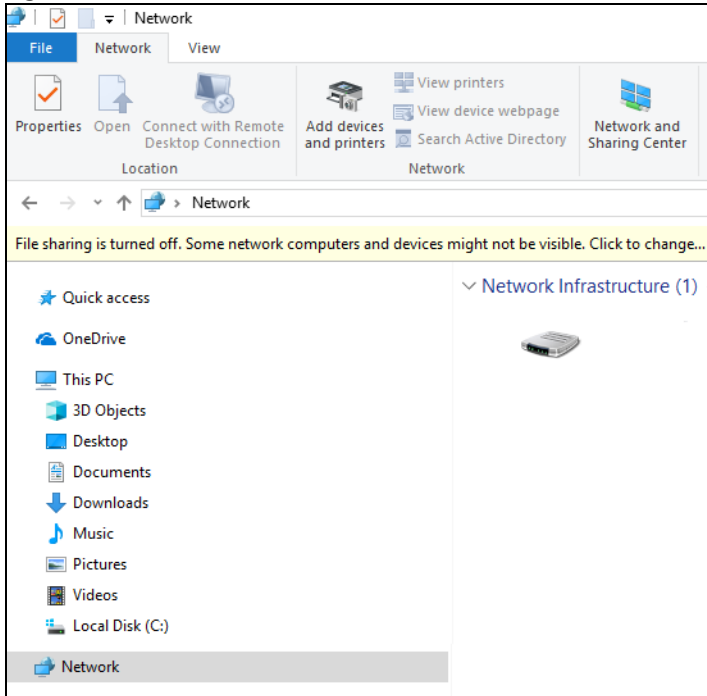 Network
File
Network
View
Properties
Open
Connect with Remote
Desktop Connection
Location
Add devices
and printers
View printers
View device webpage
Search Active Directory
Network
Network and
Sharing Center
Network
File sharing is turned off. Some network computers and devices might not be visible. Click to change...
Quick access
OneDrive
This PC
3D Objects
Desktop
Documents
Downloads
Music
Pictures
Videos
Local Disk (C:)
Network
Network Infrastructure (1)